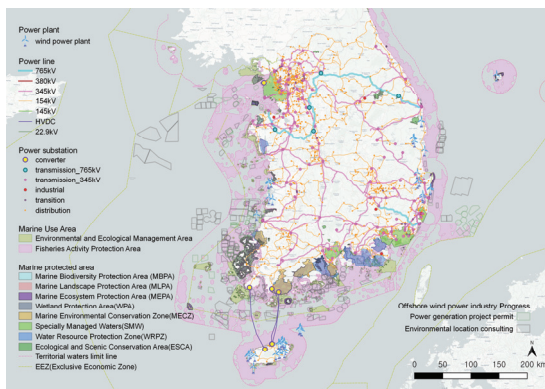 Power plant
wind power plant
Power line
765kV
380kV
345kV
154kV
145kV
HVDC
22.9kV
Power substation
converter
transmission_765kV
transmission_345kV
industrial
transition
distribution
Marine Use Area
Environmental and Ecological Management Area
Fisheries Activity Protection Area
Marine protected area
Marine Biodiversity Protection Area (MBPA)
Marine Landscape Protection Area (MLPA)
Marine Ecosystem Protection Area (MEPA)
Wetland Protection Area (WPA)
Marine Environmental Conservation Zone(MECZ)
Specially Managed Waters(SMW)
Water Resource Protection Zone(WRPZ)
Ecological and Scenic Conservation Area(ESCA)
Territorial waters limit line
EEZ(Exclusive Economic Zone)
Offshore wind power industry Progress
Power generation project permit
Environmental location consulting
N
0 50 100 150 200 km